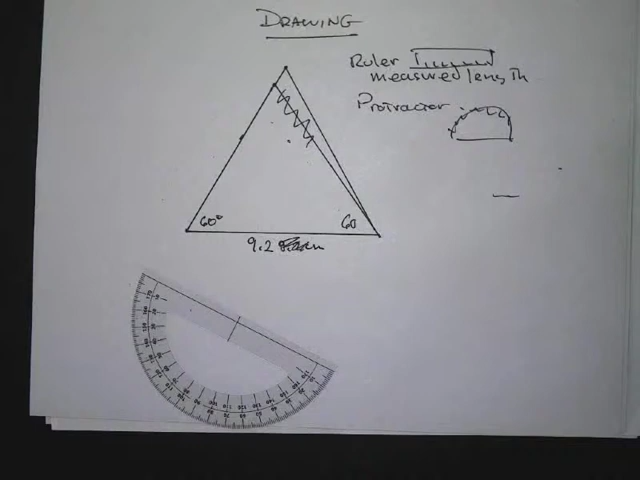 DRAWING
Ruler
measured length
Protractor
60° 60
9.2